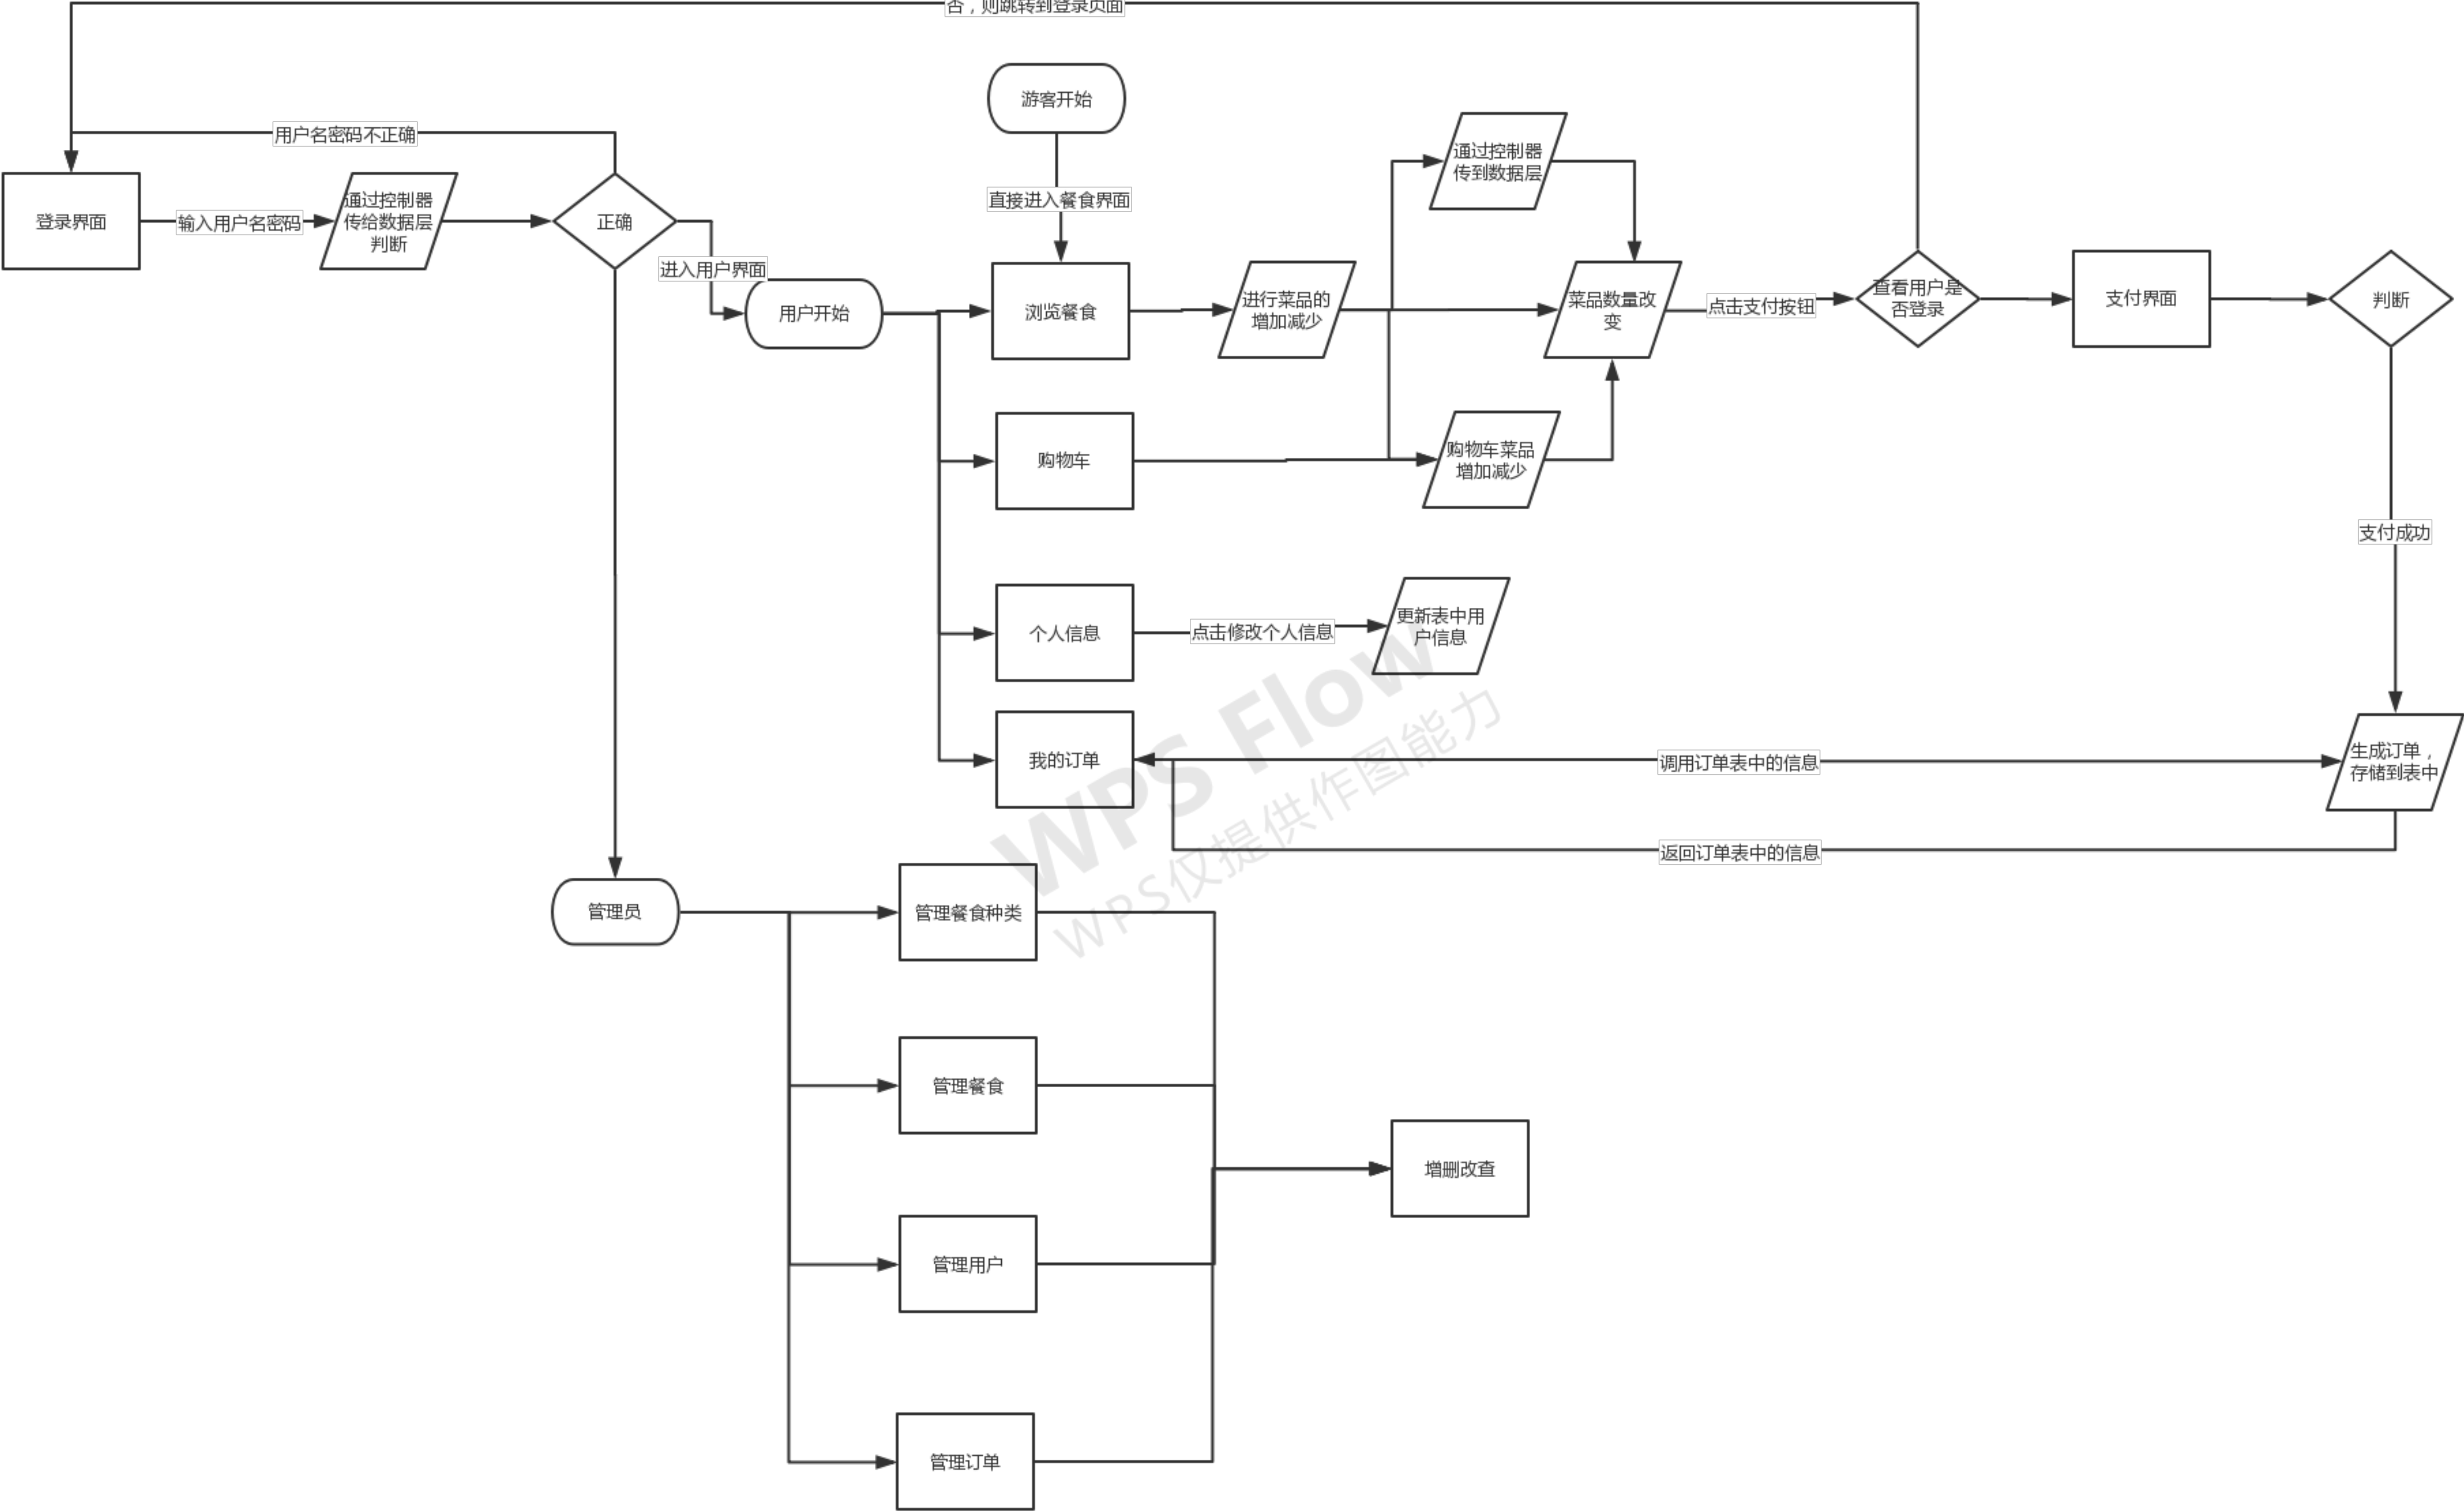 否，则跳转到登录页面
游客开始
用户名密码不正确
通过控制器
传到数据层
直接进入餐食界面
登录界面
输入用户名密码
通过控制器
传给数据层
判断
正确
进入用户界面
用户开始
浏览餐食
进行菜品的
增加减少
菜品数量改
变
点击支付按钮
查看用户是
否登录
支付界面
判断
购物车
购物车菜品
增加减少
支付成功
个人信息
点击修改个人信息
更新表中用
户信息
我的订单
调用订单表中的信息
生成订单，
存储到表中
返回订单表中的信息
WPS Flow
WPS仅提供作图能力
管理员
管理餐食种类
管理餐食
增删改查
管理用户
管理订单